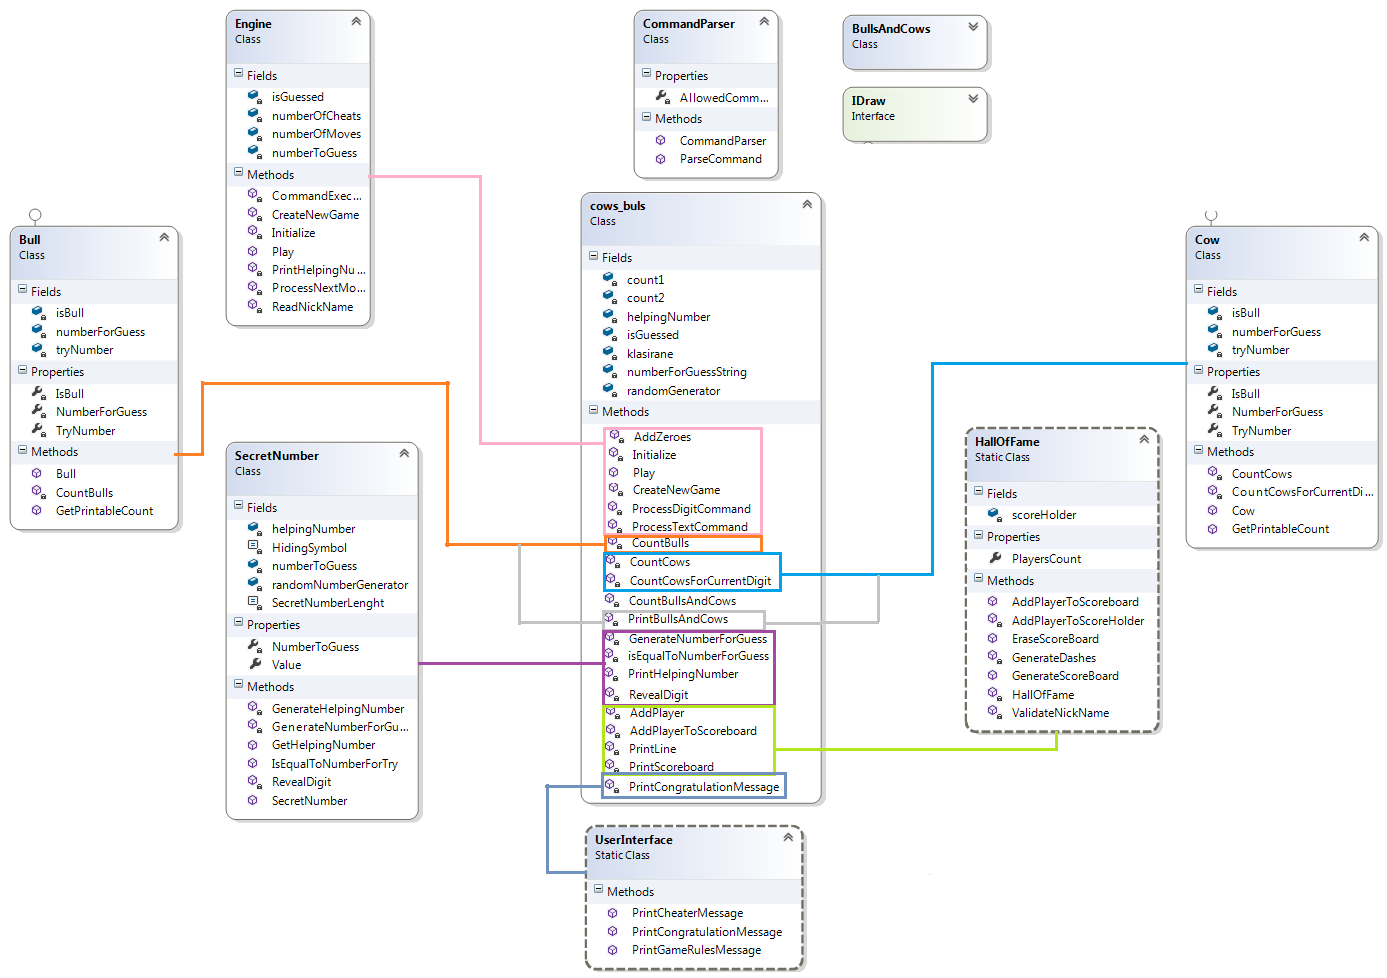 Engine
Class
Fields
isGuessed
numberOfCheats
numberOfMoves
numberToGuess
Methods
CommandExec...
CreateNewGame
Initialize
Play
PrintHelpingNu...
ProcessNextMo...
ReadNickName
CommandParser
Class
Properties
AllowedComm...
Methods
CommandParser
ParseCommand
BullsAndCows
Class
IDraw
Interface
Bull
Class
Fields
isBull
numberForGuess
tryNumber
Properties
IsBull
NumberForGuess
TryNumber
Methods
Bull
CountBulls
GetPrintableCount
cows_buls
Class
Fields
count1
count2
helpingNumber
isGuessed
klasirane
numberForGuessString
randomGenerator
Methods
AddZeroes
Initialize
Play
CreateNewGame
ProcessDigitCommand
ProcessTextCommand
CountBulls
CountCows
CountCowsForCurrentDigit
CountBullsAndCows
PrintBullsAndCows
GenerateNumberForGuess
isEqualToNumberForGuess
PrintHelpingNumber
RevealDigit
AddPlayer
AddPlayerToScoreboard
PrintLine
PrintScoreboard
PrintCongratulationMessage
Cow
Class
Fields
isBull
numberForGuess
tryNumber
Properties
IsBull
NumberForGuess
TryNumber
Methods
CountCows
CountCowsForCurrentDi...
Cow
GetPrintableCount
SecretNumber
Class
Fields
helpingNumber
HidingSymbol
numberToGuess
randomNumberGenerator
SecretNumberLenght
Properties
NumberToGuess
Value
Methods
GenerateHelpingNumber
GenerateNumberForGu...
GetHelpingNumber
IsEqualToNumberForTry
RevealDigit
SecretNumber
HallOfFame
Static Class
Fields
scoreHolder
Properties
PlayersCount
Methods
AddPlayerToScoreboard
AddPlayerToScoreHolder
EraseScoreBoard
GenerateDashes
GenerateScoreBoard
HallOfFame
ValidateNickName
UserInterface
Static Class
Methods
PrintCheaterMessage
PrintCongratulationMessage
PrintGameRulesMessage